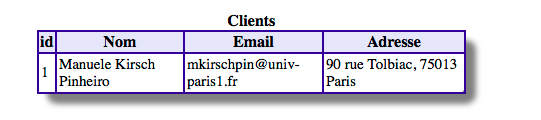 Clients
id Nom Email Adresse
1 Manuele Kirsch Pinheiro mkirschpin@univ-paris1.fr 90 rue Tolbiac, 75013 Paris